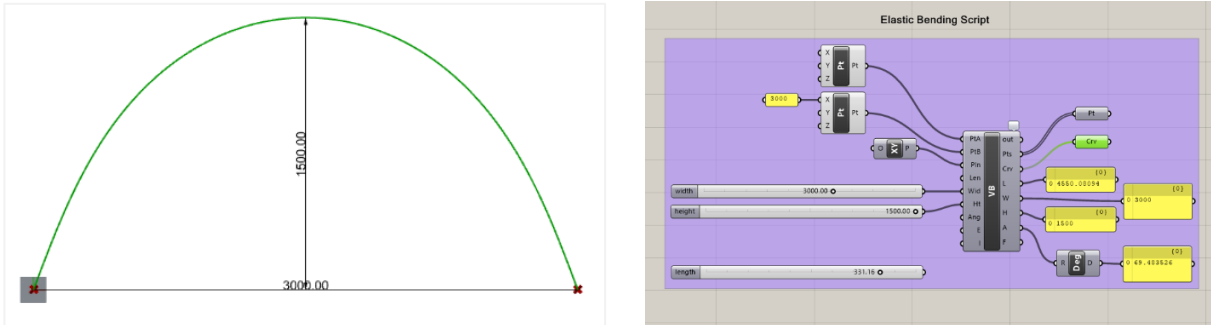 1500.00
3000.00
Elastic Bending Script
X
Y
Z
Pt
Pt
3000
X
Y
Z
Pt
Pt
O
XY
P
PtA
PtB
Pln
Len
Wid
Ht
Ang
E
I
VB
out
Pts
Crv
L
W
H
A
F
Pt
Crv
{0}
0 4550.00094
{0}
0 3000
{0}
0 1500
R
Deg
D
{0}
0 69.403526
width
3000.00
height
1500.00
length
331.16